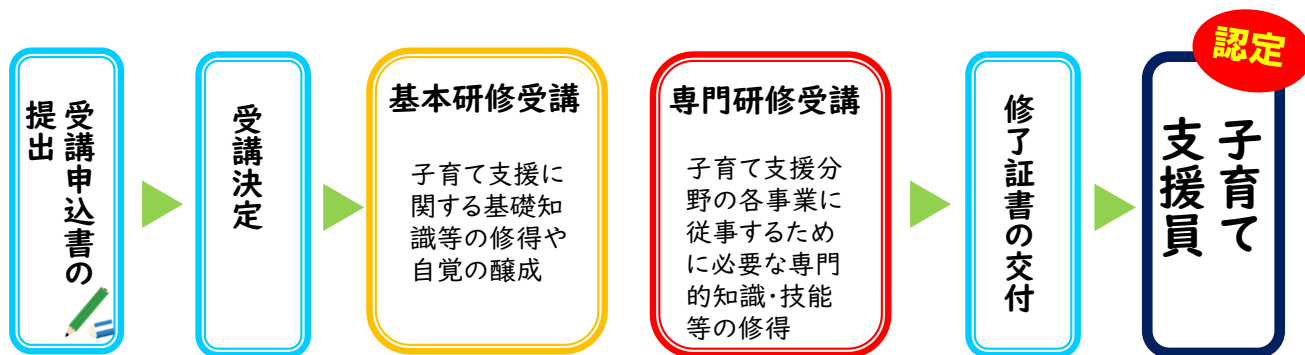 受講申込書の
提出
受講決定
基本研修受講
子育て支援に
関する基礎知
識等の修得や
自覚の醸成
専門研修受講
子育て支援分
野の各事業に
従事するため
に必要な専門
的知識・技能
等の修得
修了証書の交付
認定
子育て
支援員